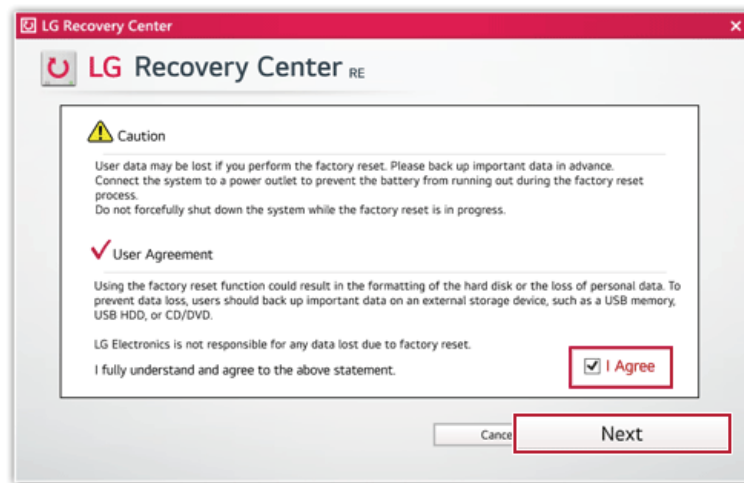 LG Recovery Center
LG Recovery Center RE
Caution
User data may be lost if you perform the factory reset. Please back up important data in advance.
Connect the system to a power outlet to prevent the battery from running out during the factory reset
process.
Do not forcefully shut down the system while the factory reset is in progress.
User Agreement
Using the factory reset function could result in the formatting of the hard disk or the loss of personal data. To
prevent data loss, users should back up important data on an external storage device, such as a USB memory,
USB HDD, or CD/DVD.
LG Electronics is not responsible for any data lost due to factory reset.
I fully understand and agree to the above statement.
I Agree
Cance
Next